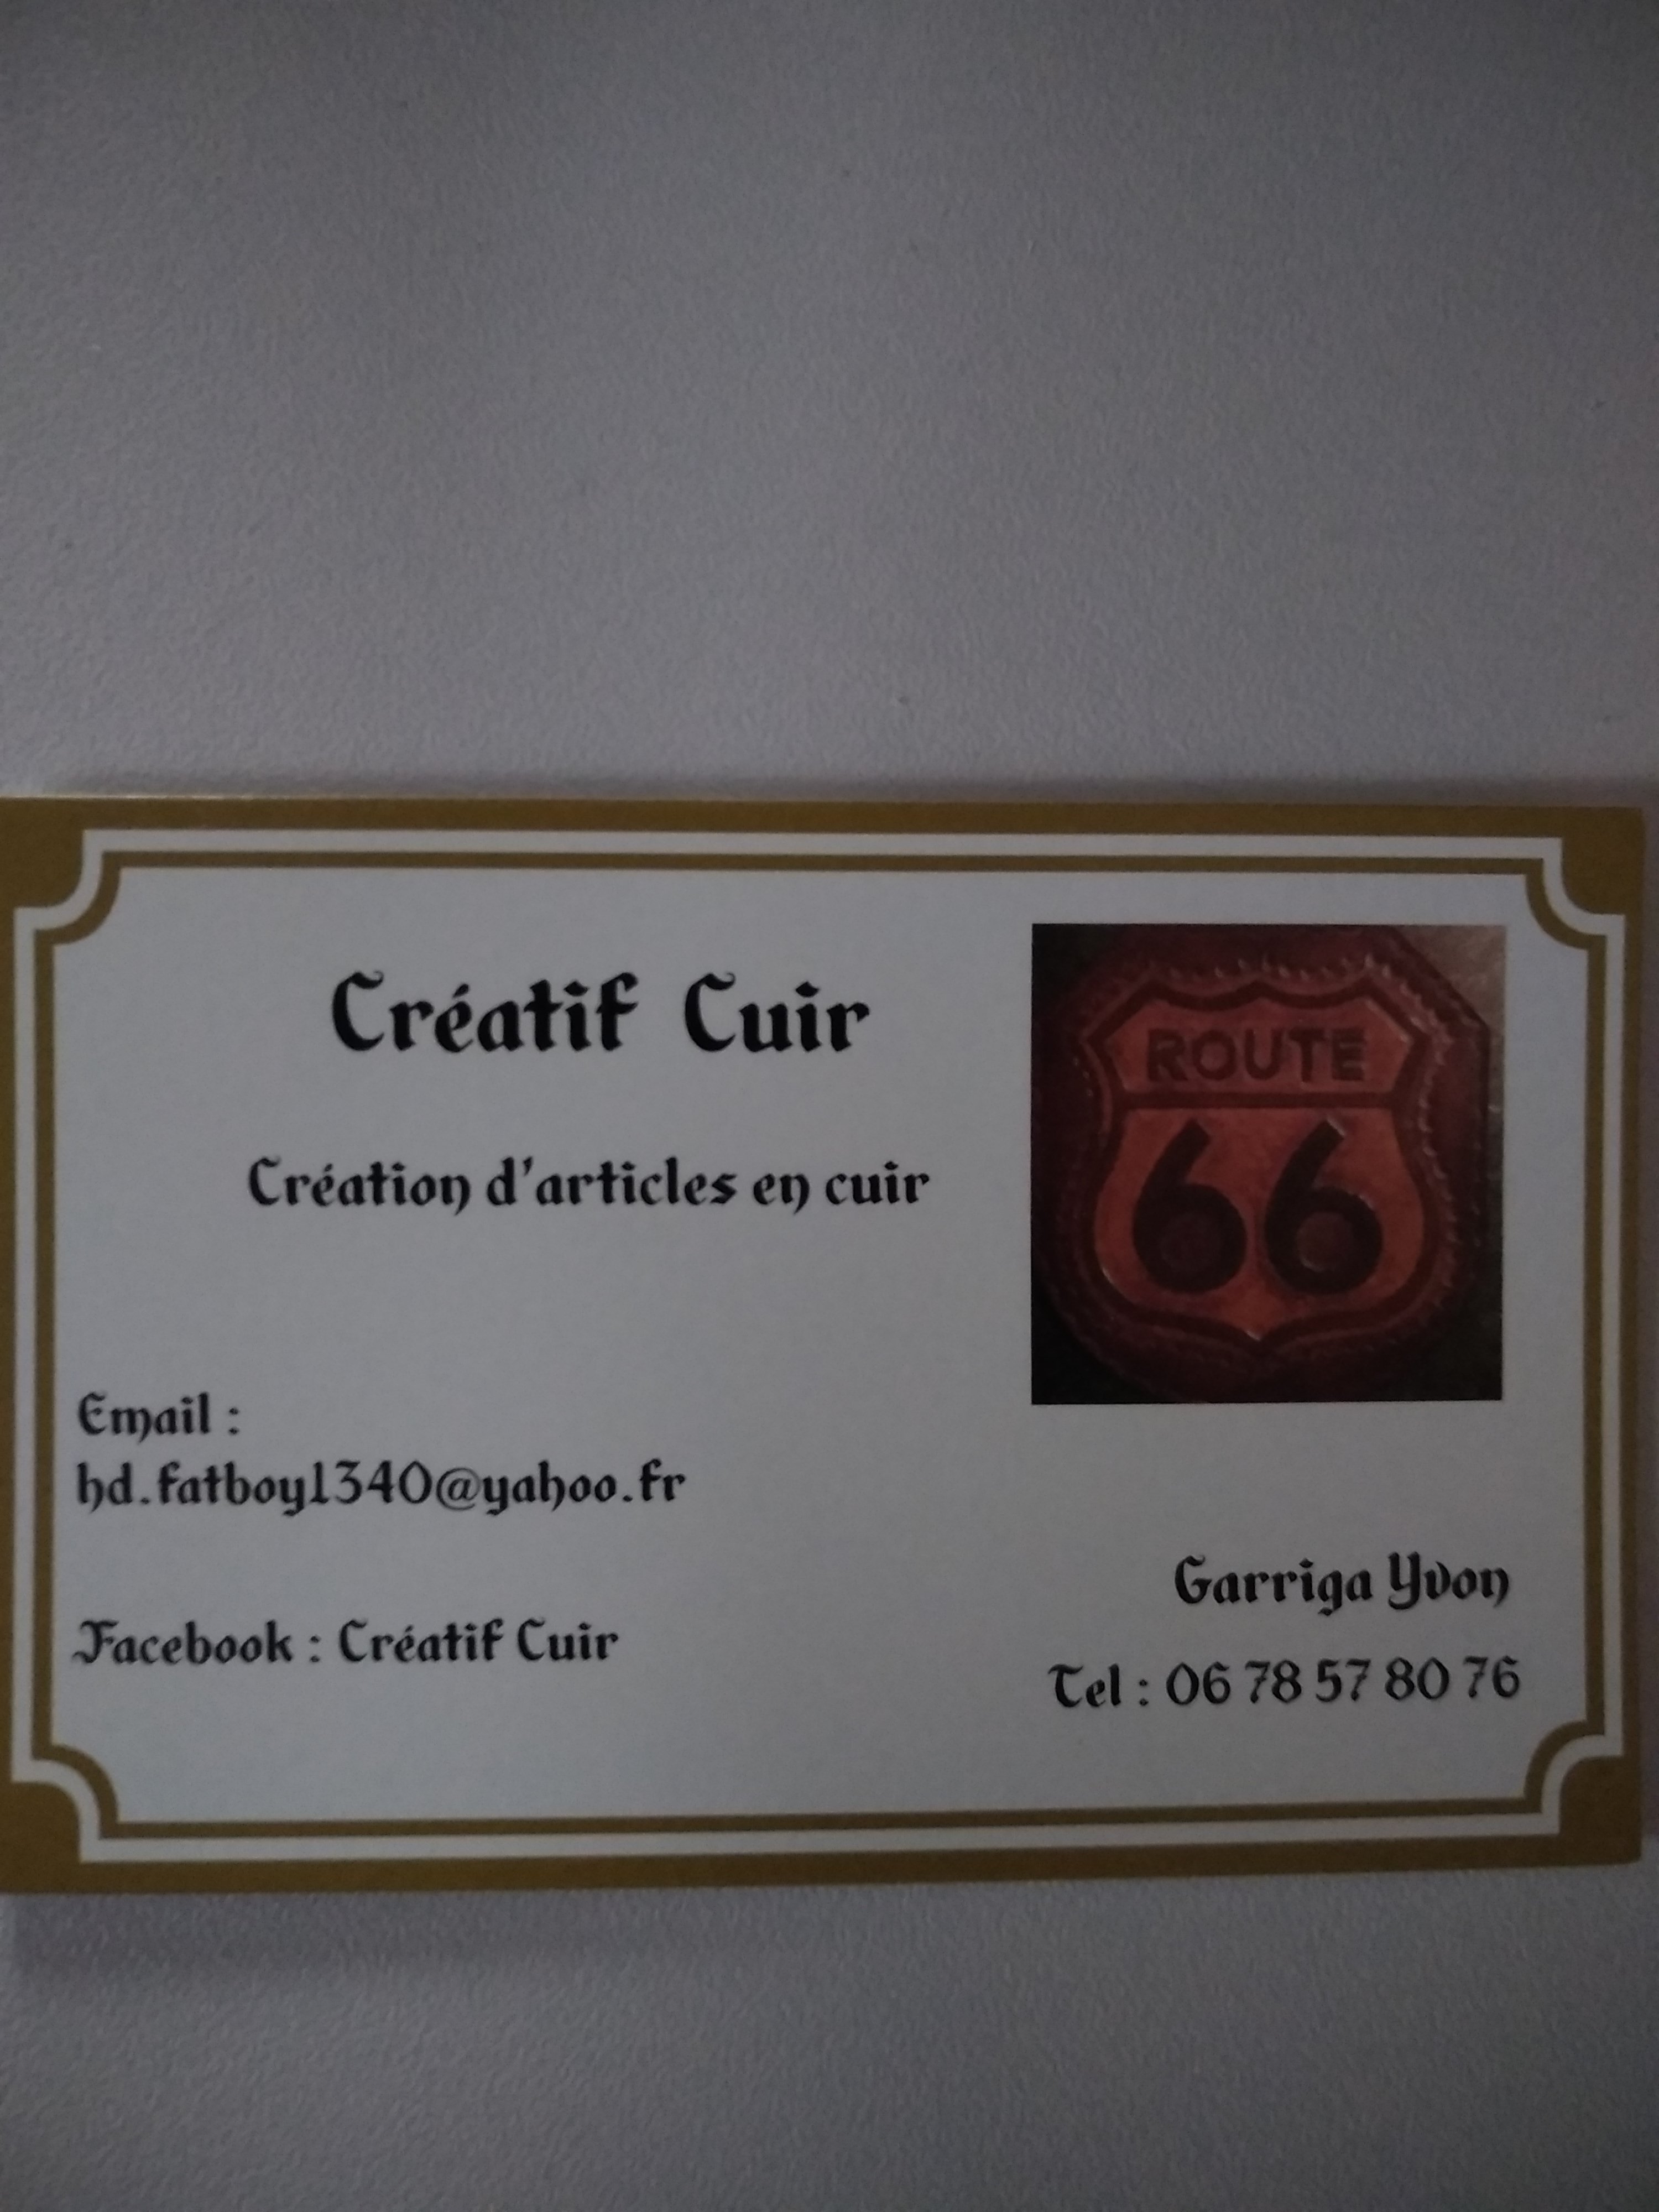 Créatif Cuir
Création d'articles en cuir
ROUTE
66
Email :
hd.fatboy1340@yahoo.fr
Facebook : Créatif Cuir
Garriga Yvon
Tel : 06 78 57 80 76